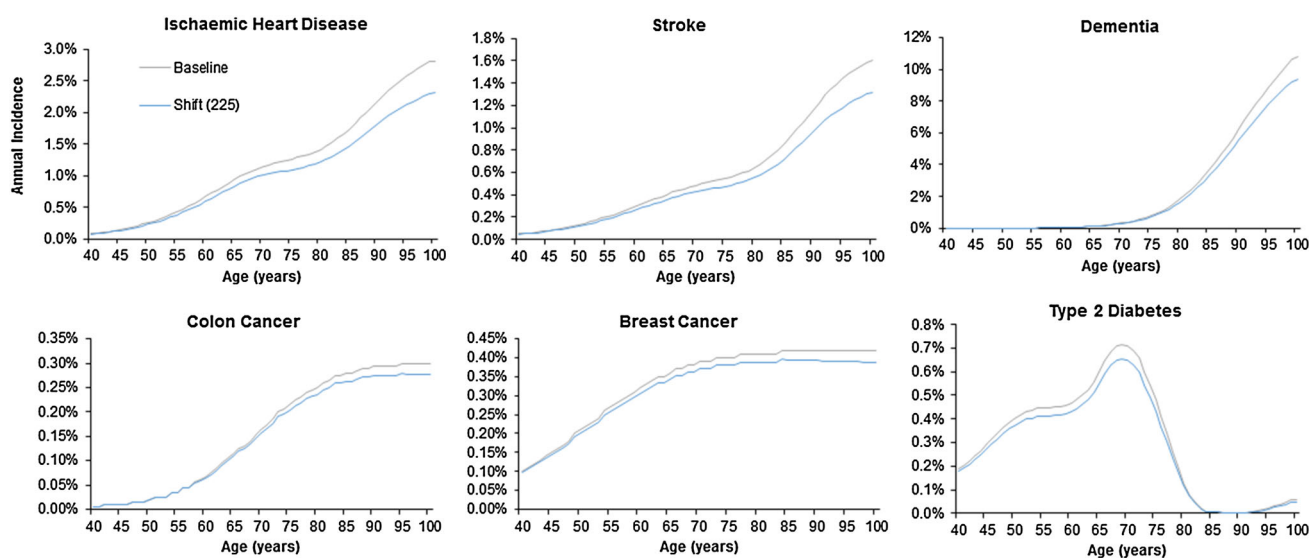 Ischaemic Heart Disease
Annual Incidence
3.0%
2.5%
2.0%
1.5%
1.0%
0.5%
0.0%
Baseline
Shift (225)
40 45 50 55 60 65 70 75 80 85 90 95 100
Age (years)
Stroke
1.8%
1.6%
1.4%
1.2%
1.0%
0.8%
0.6%
0.4%
0.2%
0.0%
40 45 50 55 60 65 70 75 80 85 90 95 100
Age (years)
Dementia
12%
10%
8%
6%
4%
2%
0%
40 45 50 55 60 65 70 75 80 85 90 95 100
Age (years)
Colon Cancer
0.35%
0.30%
0.25%
0.20%
0.15%
0.10%
0.05%
0.00%
40 45 50 55 60 65 70 75 80 85 90 95 100
Age (years)
Breast Cancer
0.45%
0.40%
0.35%
0.30%
0.25%
0.20%
0.15%
0.10%
0.05%
0.00%
40 45 50 55 60 65 70 75 80 85 90 95 100
Age (years)
Type 2 Diabetes
0.8%
0.7%
0.6%
0.5%
0.4%
0.3%
0.2%
0.1%
0.0%
40 45 50 55 60 65 70 75 80 85 90 95 100
Age (years)